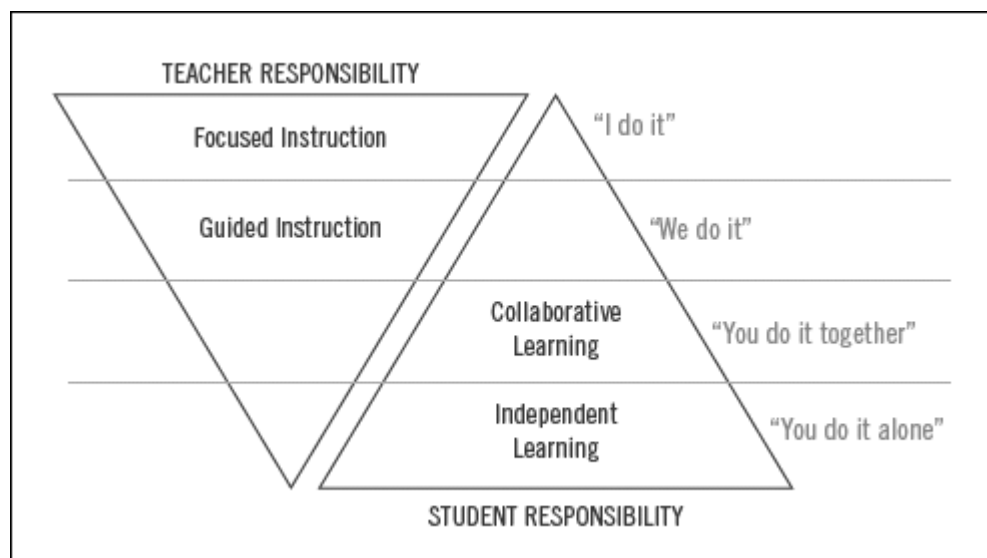 TEACHER RESPONSIBILITY
Focused Instruction
“I do it”
Guided Instruction
“We do it”
Collaborative
Learning
“You do it together”
Independent
Learning
“You do it alone”
STUDENT RESPONSIBILITY